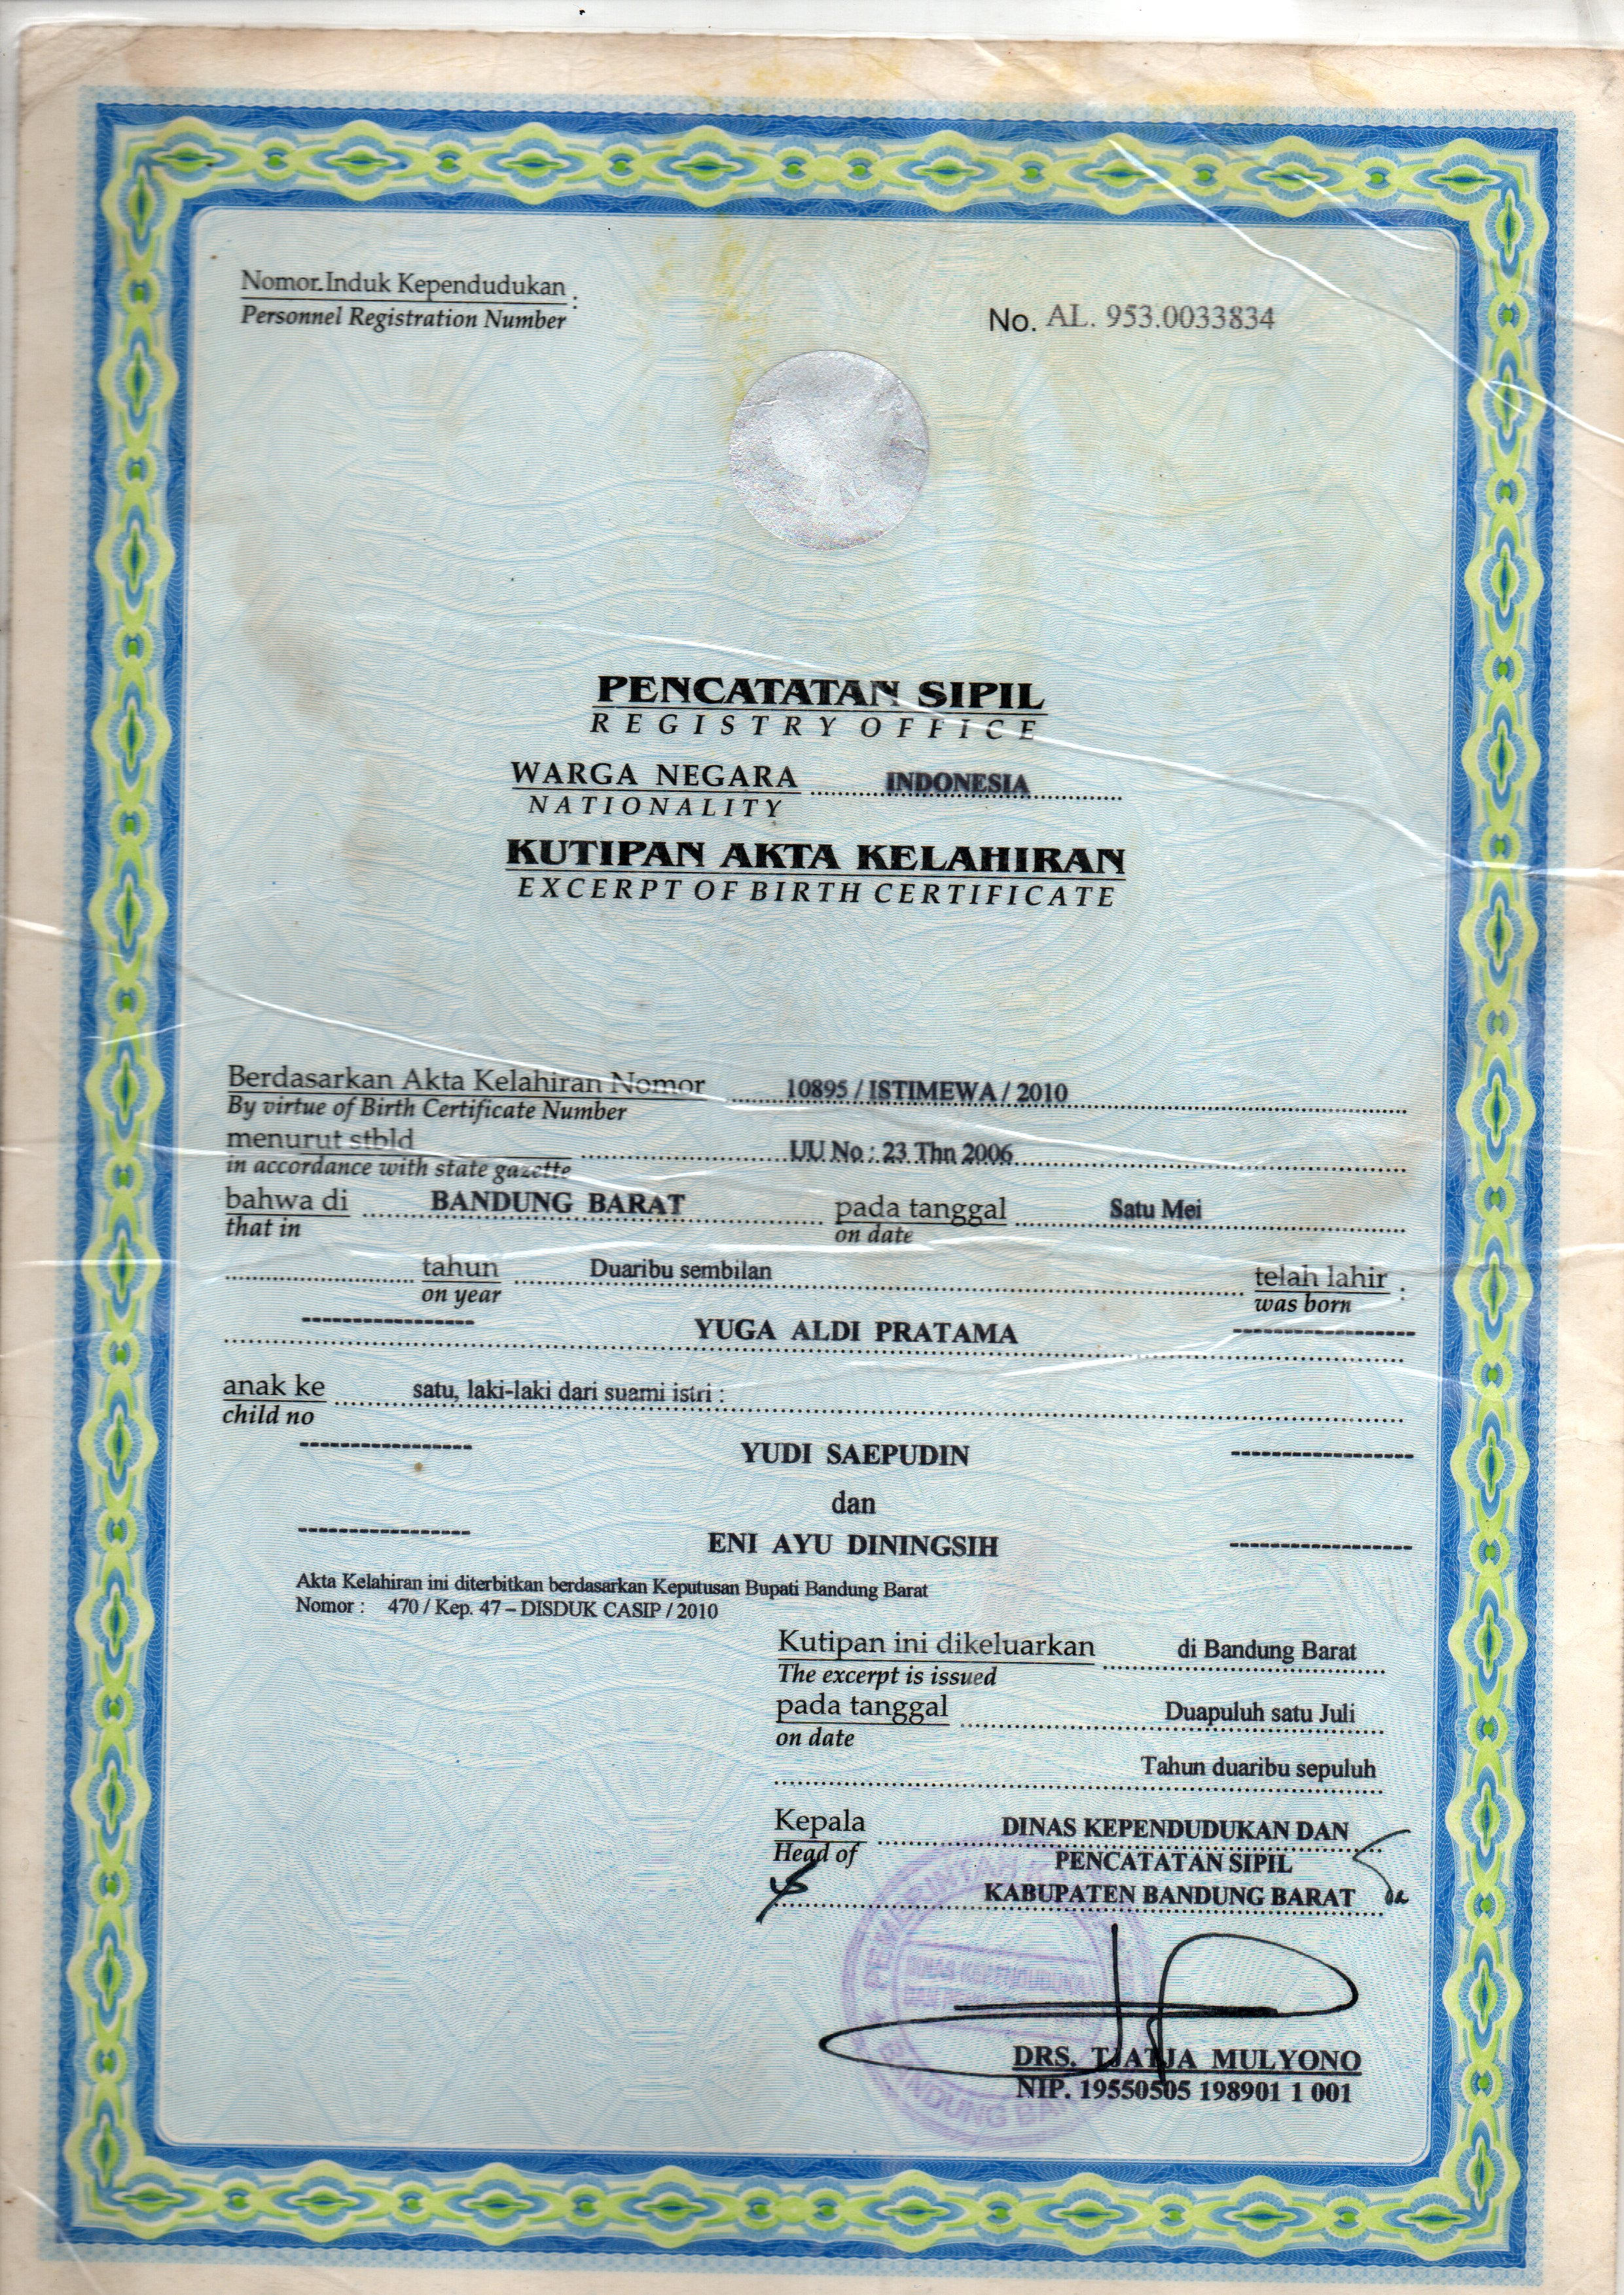 Nomor Induk Kependudukan :
Personnel Registration Number
No. AL. 953.0033834
PENCATATAN SIPIL
REGISTRY OFFICE
WARGA NEGARA INDONESIA
NATIONALITY
KUTIPAN AKTA KELAHIRAN
EXCERPT OF BIRTH CERTIFICATE
Berdasarkan Akta Kelahiran Nomor 10895 / ISTIMEWA / 2010
By virtue of Birth Certificate Number
menurut stbld UU No : 23 Thn 2006
in accordance with state gazette
bahwa di BANDUNG BARAT pada tanggal Satu Mei
that in on date
tahun Duaribu sembilan telah lahir :
on year was born
YUGA ALDI PRATAMA
anak ke satu, laki-laki dari suami istri :
child no
YUDI SAEPUDIN
dan
ENI AYU DININGSIH
Akta Kelahiran ini diterbitkan berdasarkan Keputusan Bupati Bandung Barat
Nomor : 470 / Kep. 47 – DISDUK CASIP / 2010
Kutipan ini dikeluarkan di Bandung Barat
The excerpt is issued
pada tanggal Duapuluh satu Juli
on date
Tahun duaribu sepuluh
Kepala DINAS KEPENDUDUKAN DAN
Head of PENCATATAN SIPIL
KABUPATEN BANDUNG BARAT
DINAS KEPENDUDUKAN
DRS. TJATJA MULYONO
NIP. 19550505 198901 1 001
BANDUNG